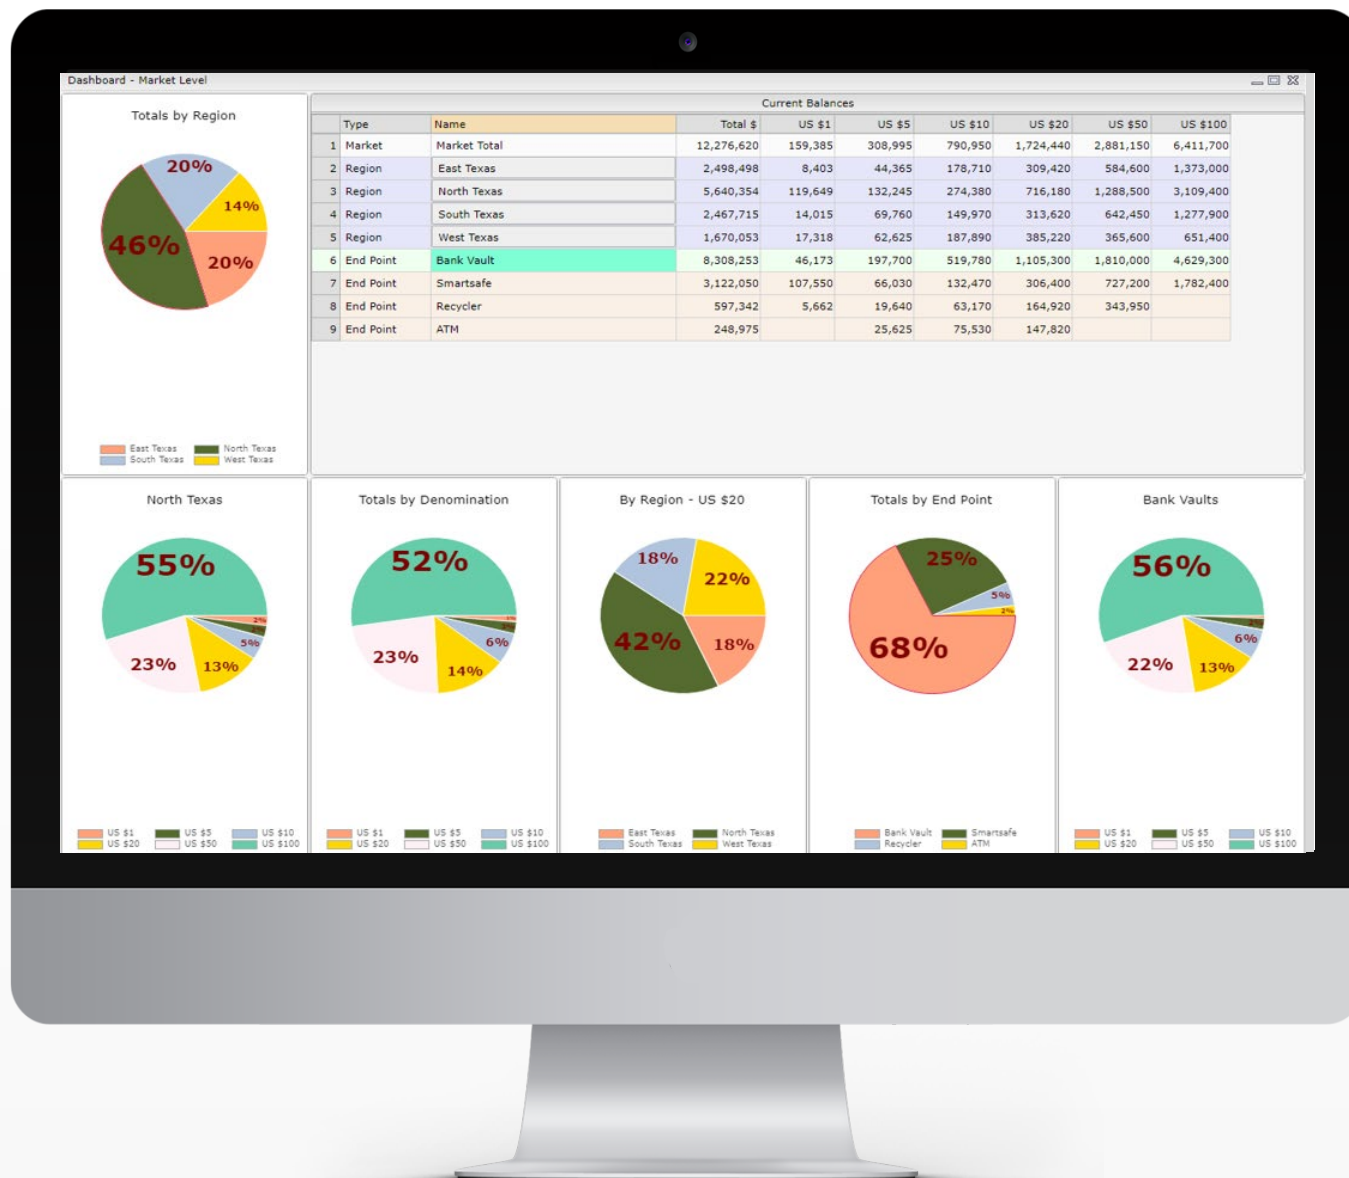 Dashboard - Market Level
Totals by Region
20%
14%
46%
20%
East Texas North Texas
South Texas West Texas
Current Balances
Type Name Total $ US $1 US $5 US $10 US $20 US $50 US $100
1 Market Market Total 12,276,620 159,385 308,995 790,950 1,724,440 2,881,150 6,411,700
2 Region East Texas 2,498,498 8,403 44,365 178,710 309,420 584,600 1,373,000
3 Region North Texas 5,640,354 119,649 132,245 274,380 716,180 1,288,500 3,109,400
4 Region South Texas 2,467,715 14,015 69,760 149,970 313,620 642,450 1,277,900
5 Region West Texas 1,670,053 17,318 62,625 187,890 385,220 365,600 651,400
6 End Point Bank Vault 8,308,253 46,173 197,700 519,780 1,105,300 1,810,000 4,629,300
7 End Point Smartsafe 3,122,050 107,550 66,030 132,470 306,400 727,200 1,782,400
8 End Point Recycler 597,342 5,662 19,640 63,170 164,920 343,950
9 End Point ATM 248,975 25,625 75,530 147,820
North Texas
55%
2%
5%
23%
13%
US $1 US $5 US $10
US $20 US $50 US $100
Totals by Denomination
52%
6%
23%
14%
US $1 US $5 US $10
US $20 US $50 US $100
By Region - US $20
18%
22%
42%
18%
East Texas North Texas
South Texas West Texas
Totals by End Point
25%
5%
2%
68%
Bank Vault Smartsafe
Recycler ATM
Bank Vaults
56%
2%
6%
22%
13%
US $1 US $5 US $10
US $20 US $50 US $100